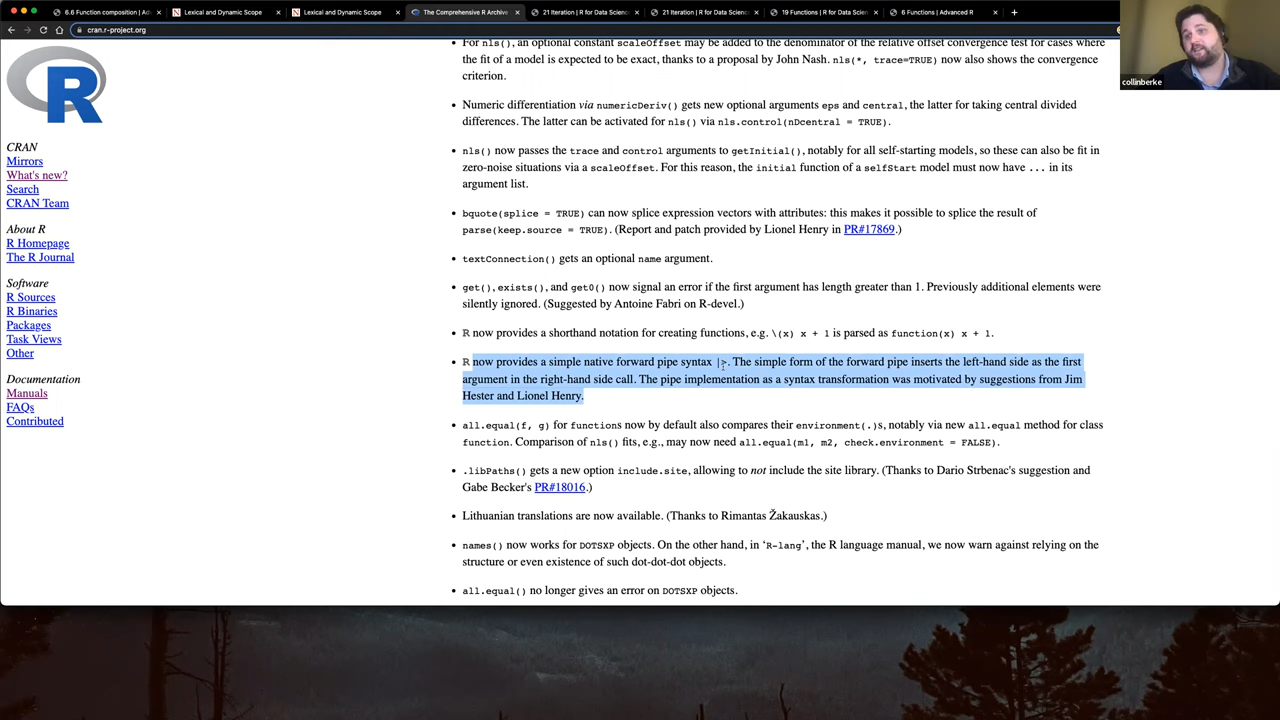 6.6 Function composition | Adv
Lexical and Dynamic Scope
Lexical and Dynamic Scope
The Comprehensive R Archive
21 Iteration | R for Data Scienc
21 Iteration | R for Data Scienc
19 Functions | R for Data Scien
6 Functions | Advanced R
cran.r-project.org
R
CRAN
Mirrors
What's new?
Search
CRAN Team
About R
R Homepage
The R Journal
Software
R Sources
R Binaries
Packages
Task Views
Other
Documentation
Manuals
FAQs
Contributed
• For nls(), an optional constant scaleOffset may be added to the denominator of the relative offset convergence test for cases where
the fit of a model is expected to be exact, thanks to a proposal by John Nash. nls(*, trace=TRUE) now also shows the convergence
criterion.
• Numeric differentiation via numericDeriv() gets new optional arguments eps and central, the latter for taking central divided
differences. The latter can be activated for nls() via nls.control(nDcentral = TRUE).
• nls() now passes the trace and control arguments to getInitial(), notably for all self-starting models, so these can also be fit in
zero-noise situations via a scaleOffset. For this reason, the initial function of a selfStart model must now have ... in its
argument list.
• bquote(splice = TRUE) can now splice expression vectors with attributes: this makes it possible to splice the result of
parse(keep.source = TRUE). (Report and patch provided by Lionel Henry in PR#17869.)
• textConnection() gets an optional name argument.
• get(), exists(), and get0() now signal an error if the first argument has length greater than 1. Previously additional elements were
silently ignored. (Suggested by Antoine Fabri on R-devel.)
• R now provides a shorthand notation for creating functions, e.g. \(x) x + 1 is parsed as function(x) x + 1.
• R now provides a simple native forward pipe syntax |>. The simple form of the forward pipe inserts the left-hand side as the first
argument in the right-hand side call. The pipe implementation as a syntax transformation was motivated by suggestions from Jim
Hester and Lionel Henry.
• all.equal(f, g) for functions now by default also compares their environment(.)s, notably via new all.equal method for class
function. Comparison of nls() fits, e.g., may now need all.equal(m1, m2, check.environment = FALSE).
• .libPaths() gets a new option include.site, allowing to not include the site library. (Thanks to Dario Strbenac's suggestion and
Gabe Becker's PR#18016.)
• Lithuanian translations are now available. (Thanks to Rimantas Žakauskas.)
• names() now works for DOTSXP objects. On the other hand, in ‘R-lang’, the R language manual, we now warn against relying on the
structure or even existence of such dot-dot-dot objects.
• all.equal() no longer gives an error on DOTSXP objects.
collinberke